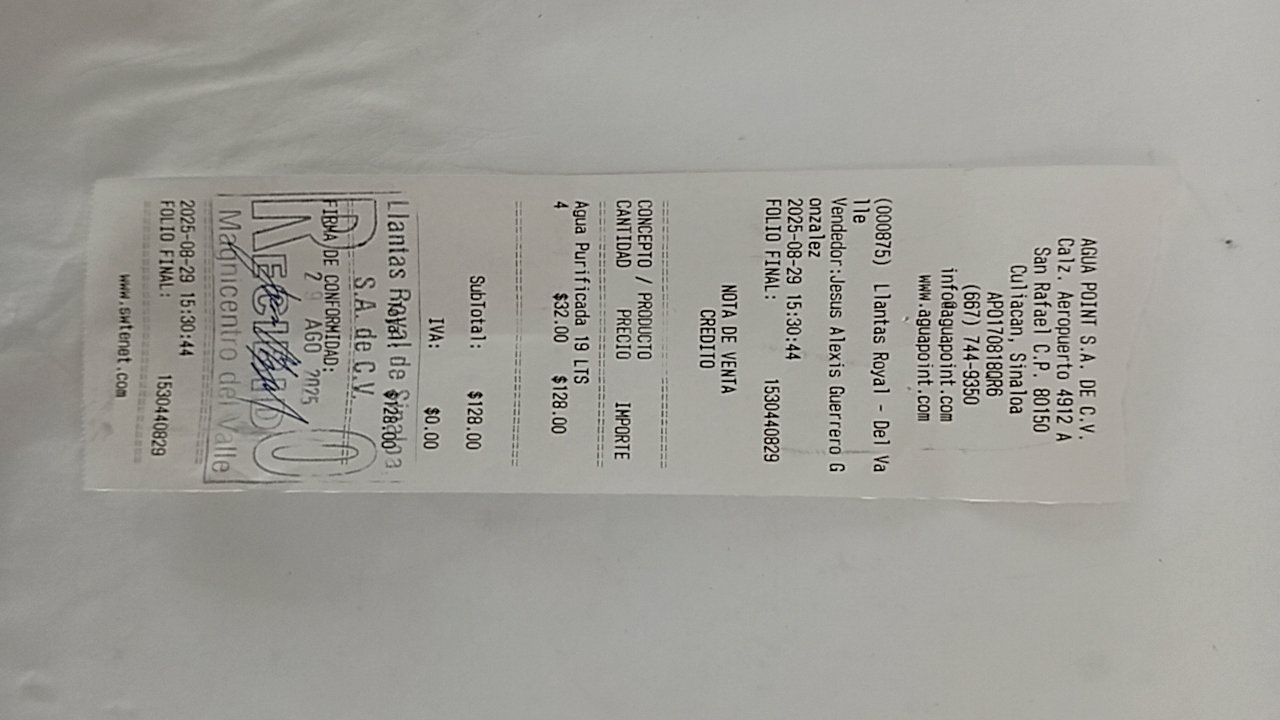 AGUA POINT S.A. DE C.V.
Calz. Aeropuerto 4912 A
San Rafael C.P. 80150
Culiacan, Sinaloa
APO170818QR6
(667) 744-9350
info@aguapoint.com
www.aguapoint.com
(000875) Llantas Royal - Del Va
lle
Vendedor:Jesus Alexis Guerrero G
onzalez
2025-08-29 15:30:44
FOLIO FINAL: 1530440829
NOTA DE VENTA
CREDITO
CONCEPTO / PRODUCTO
CANTIDAD PRECIO IMPORTE
Agua Purificada 19 LTS
4 $32.00 $128.00
SubTotal: $128.00
IVA: $0.00
$128.00
Llantas Royal de Sinaloa
S.A. de C.V.
FIRMA DE CONFORMIDAD:
29 AGO 2025
RECIBIDO
Magnicentro del Valle
2025-08-29 15:30:44
FOLIO FINAL: 1530440829
www.swtenet.com